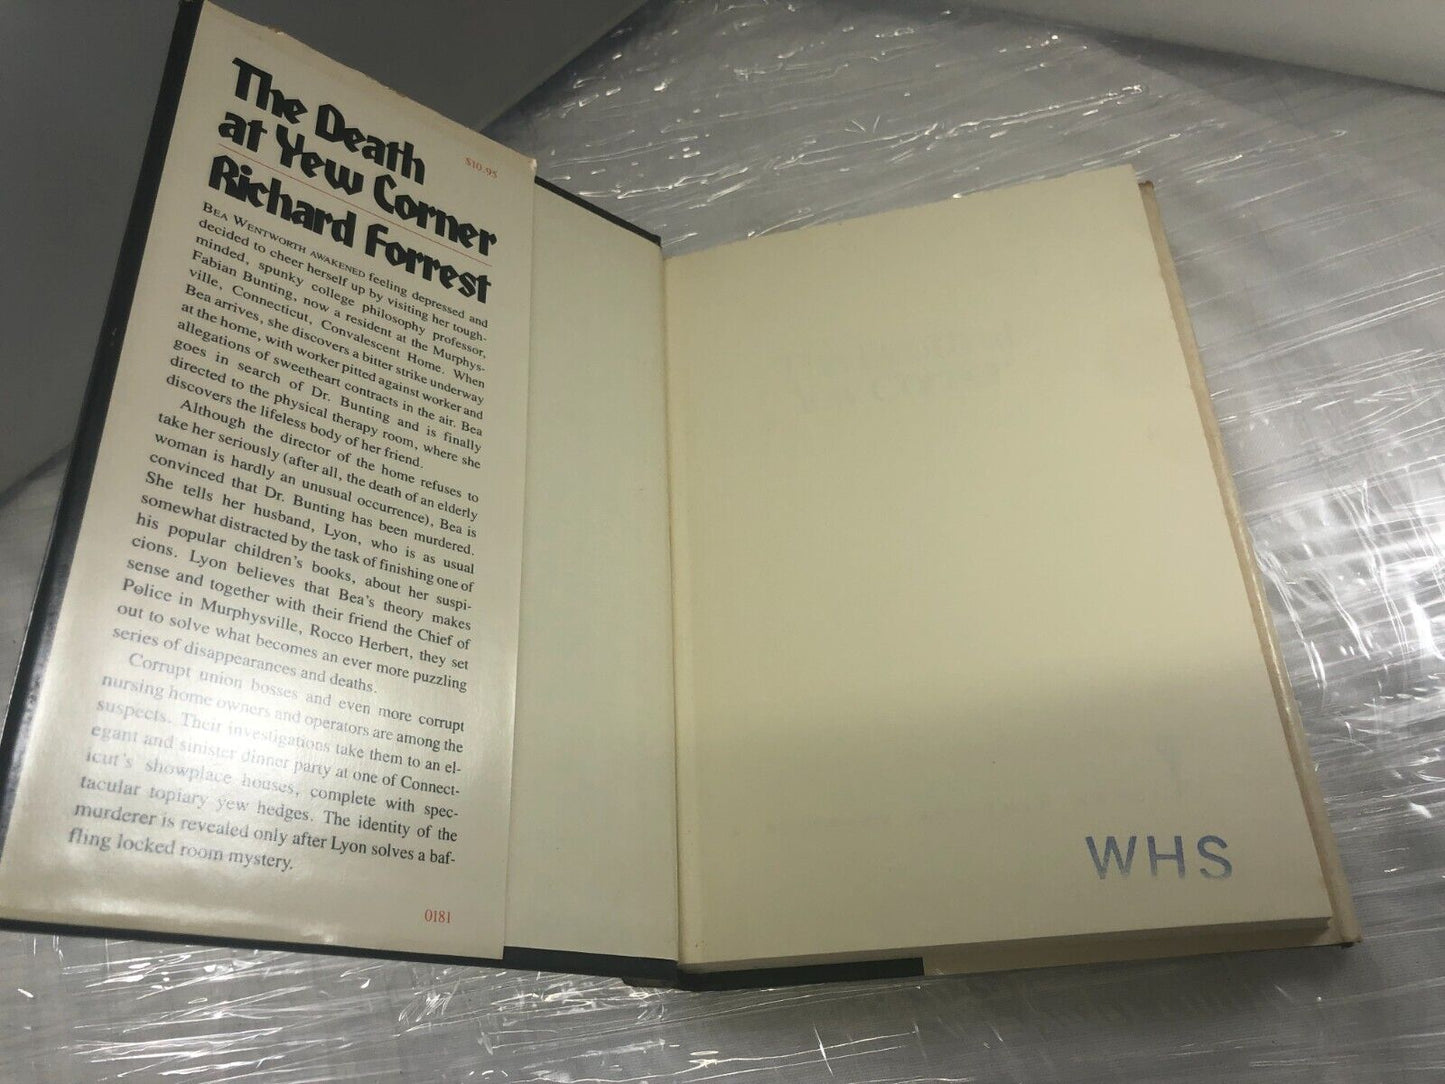 The Death
at Yew Corner
$10.95
Richard Forrest
BEA WENTWORTH AWAKENED feeling depressed and
decided to cheer herself up by visiting her tough-
minded, spunky college philosophy professor,
Fabian Bunting, now a resident at the Murphys-
ville, Connecticut, Convalescent Home. When
Bea arrives, she discovers a bitter strike underway
at the home, with worker pitted against worker and
allegations of sweetheart contracts in the air. Bea
goes in search of Dr. Bunting and is finally
directed to the physical therapy room, where she
discovers the lifeless body of her friend.
Although the director of the home refuses to
take her seriously (after all, the death of an elderly
woman is hardly an unusual occurrence), Bea is
convinced that Dr. Bunting has been murdered.
She tells her husband, Lyon, who is as usual
somewhat distracted by the task of finishing one of
his popular children's books, about her suspi-
cions. Lyon believes that Bea's theory makes
sense and together with their friend the Chief of
Police in Murphysville, Rocco Herbert, they set
out to solve what becomes an ever more puzzling
series of disappearances and deaths.
Corrupt union bosses and even more corrupt
nursing home owners and operators are among the
suspects. Their investigations take them to an el-
egant and sinister dinner party at one of Connect-
icut's showplace houses, complete with spec-
tacular topiary yew hedges. The identity of the
murderer is revealed only after Lyon solves a baf-
fling locked room mystery.
0181
WHS